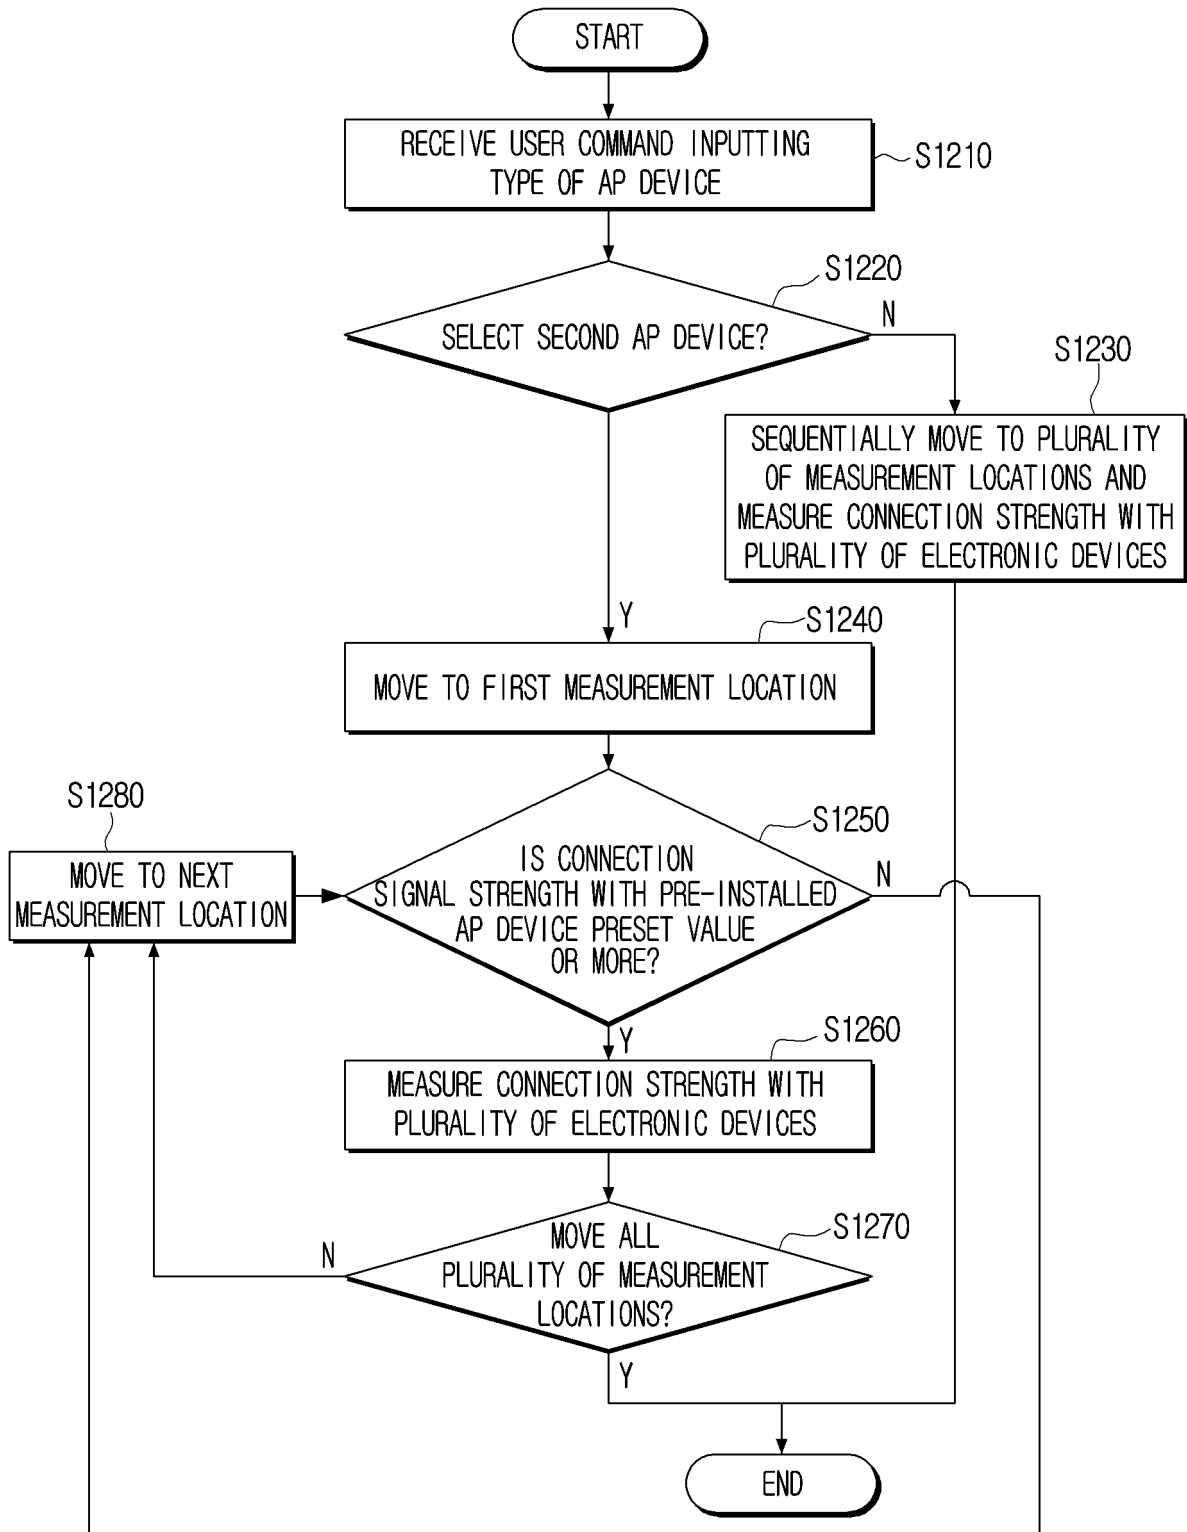 START
RECEIVE USER COMMAND INPUTTING
TYPE OF AP DEVICE
S1210
S1220
SELECT SECOND AP DEVICE?
N
S1230
SEQUENTIALLY MOVE TO PLURALITY
OF MEASUREMENT LOCATIONS AND
MEASURE CONNECTION STRENGTH WITH
PLURALITY OF ELECTRONIC DEVICES
Y
S1240
MOVE TO FIRST MEASUREMENT LOCATION
S1280
MOVE TO NEXT
MEASUREMENT LOCATION
S1250
IS CONNECTION
SIGNAL STRENGTH WITH PRE-INSTALLED
AP DEVICE PRESET VALUE
OR MORE?
N
Y
S1260
MEASURE CONNECTION STRENGTH WITH
PLURALITY OF ELECTRONIC DEVICES
S1270
MOVE ALL
PLURALITY OF MEASUREMENT
LOCATIONS?
N
Y
END